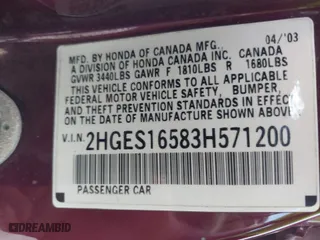 04/'03
MFD. BY HONDA OF CANADA MFG.,
A DIVISION OF HONDA CANADA INC. CANADA
GVWR 3440LBS GAWR F 1810LBS R 1680LBS
THIS VEHICLE CONFORMS TO ALL APPLICABLE
FEDERAL MOTOR VEHICLE SAFETY, BUMPER,
AND THEFT PREVENTION STANDARDS IN EFFECT
ON THE DATE OF MANUFACTURE SHOWN ABOVE.
V.I.N. 2HGES16583H571200
PASSENGER CAR
DREAMBID